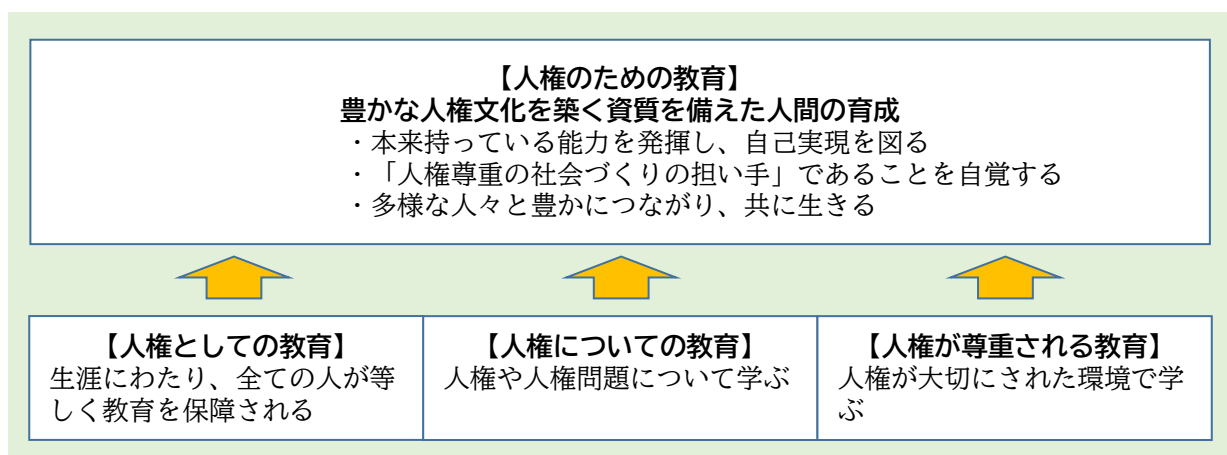 【人権のための教育】
豊かな人権文化を築く資質を備えた人間の育成
・本来持っている能力を発揮し、自己実現を図る
・「人権尊重の社会づくりの担い手」であることを自覚する
・多様な人々と豊かにつながり、共に生きる
【人権としての教育】
生涯にわたり、全ての人が等
しく教育を保障される
【人権についての教育】
人権や人権問題について学ぶ
【人権が尊重される教育】
人権が大切にされた環境で学
ぶ